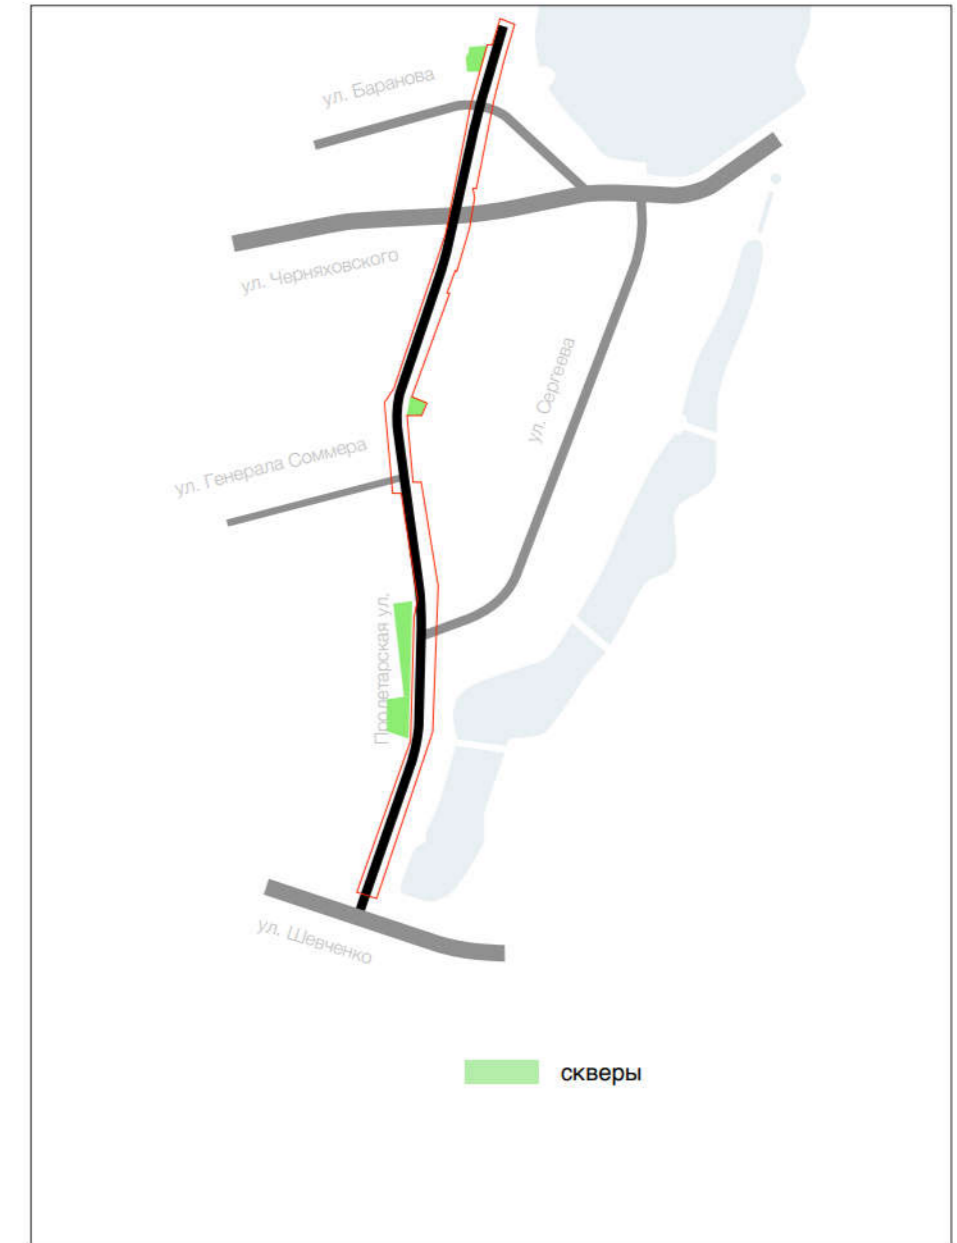 ул. Баранова
ул. Черняховского
ул. Сергеева
ул. Генерала Соммера
Пролетарская ул.
ул. Шевченко
скверы